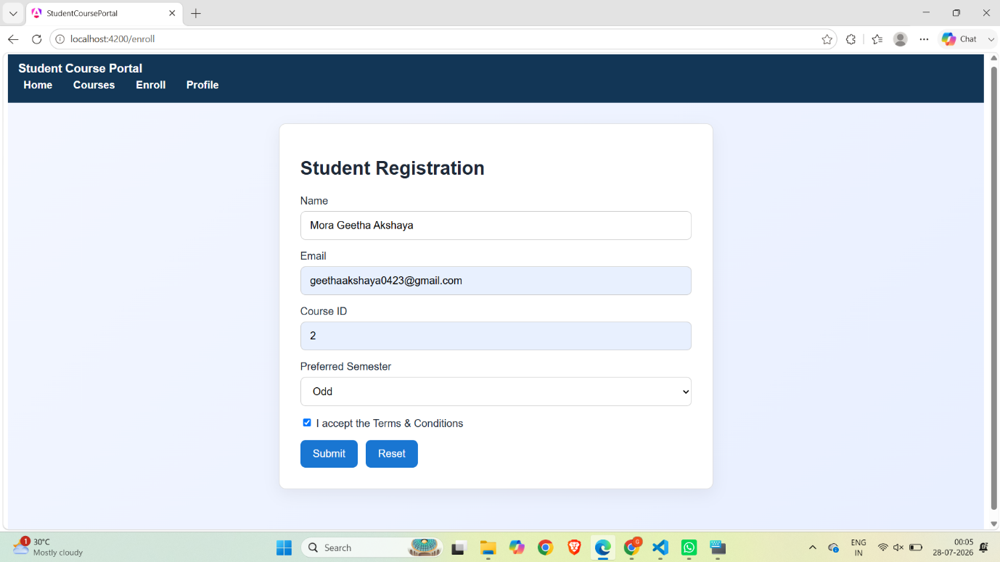 StudentCoursePortal
localhost:4200/enroll
Chat
Student Course Portal
Home Courses Enroll Profile
Student Registration
Name
Mora Geetha Akshaya
Email
geethaakshaya0423@gmail.com
Course ID
2
Preferred Semester
Odd
I accept the Terms & Conditions
Submit Reset
1
30°C
Mostly cloudy
Search
G
ENG
IN
00:05
28-07-2026